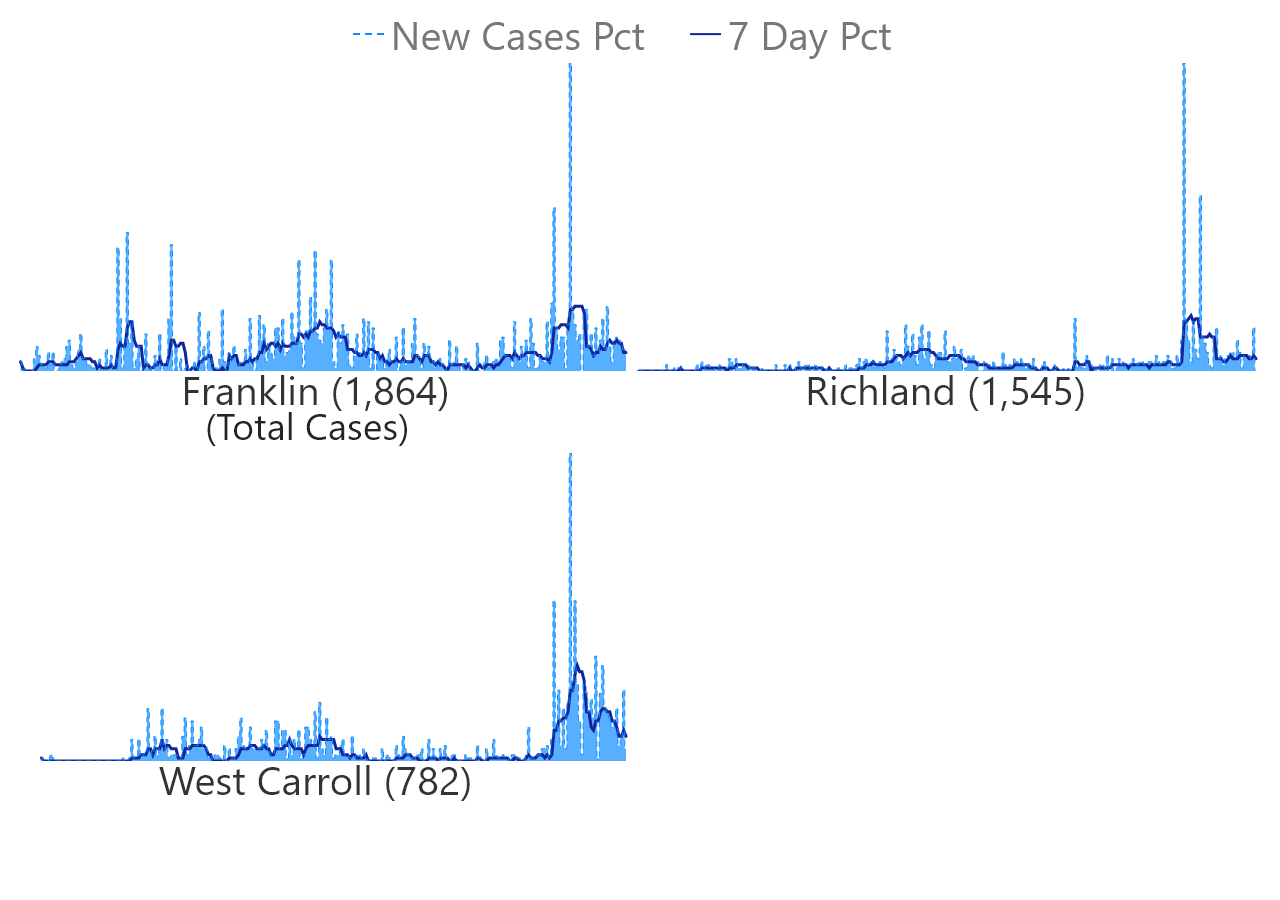 New Cases Pct 7 Day Pct
Franklin (1,864)
(Total Cases)
Richland (1,545)
West Carroll (782)